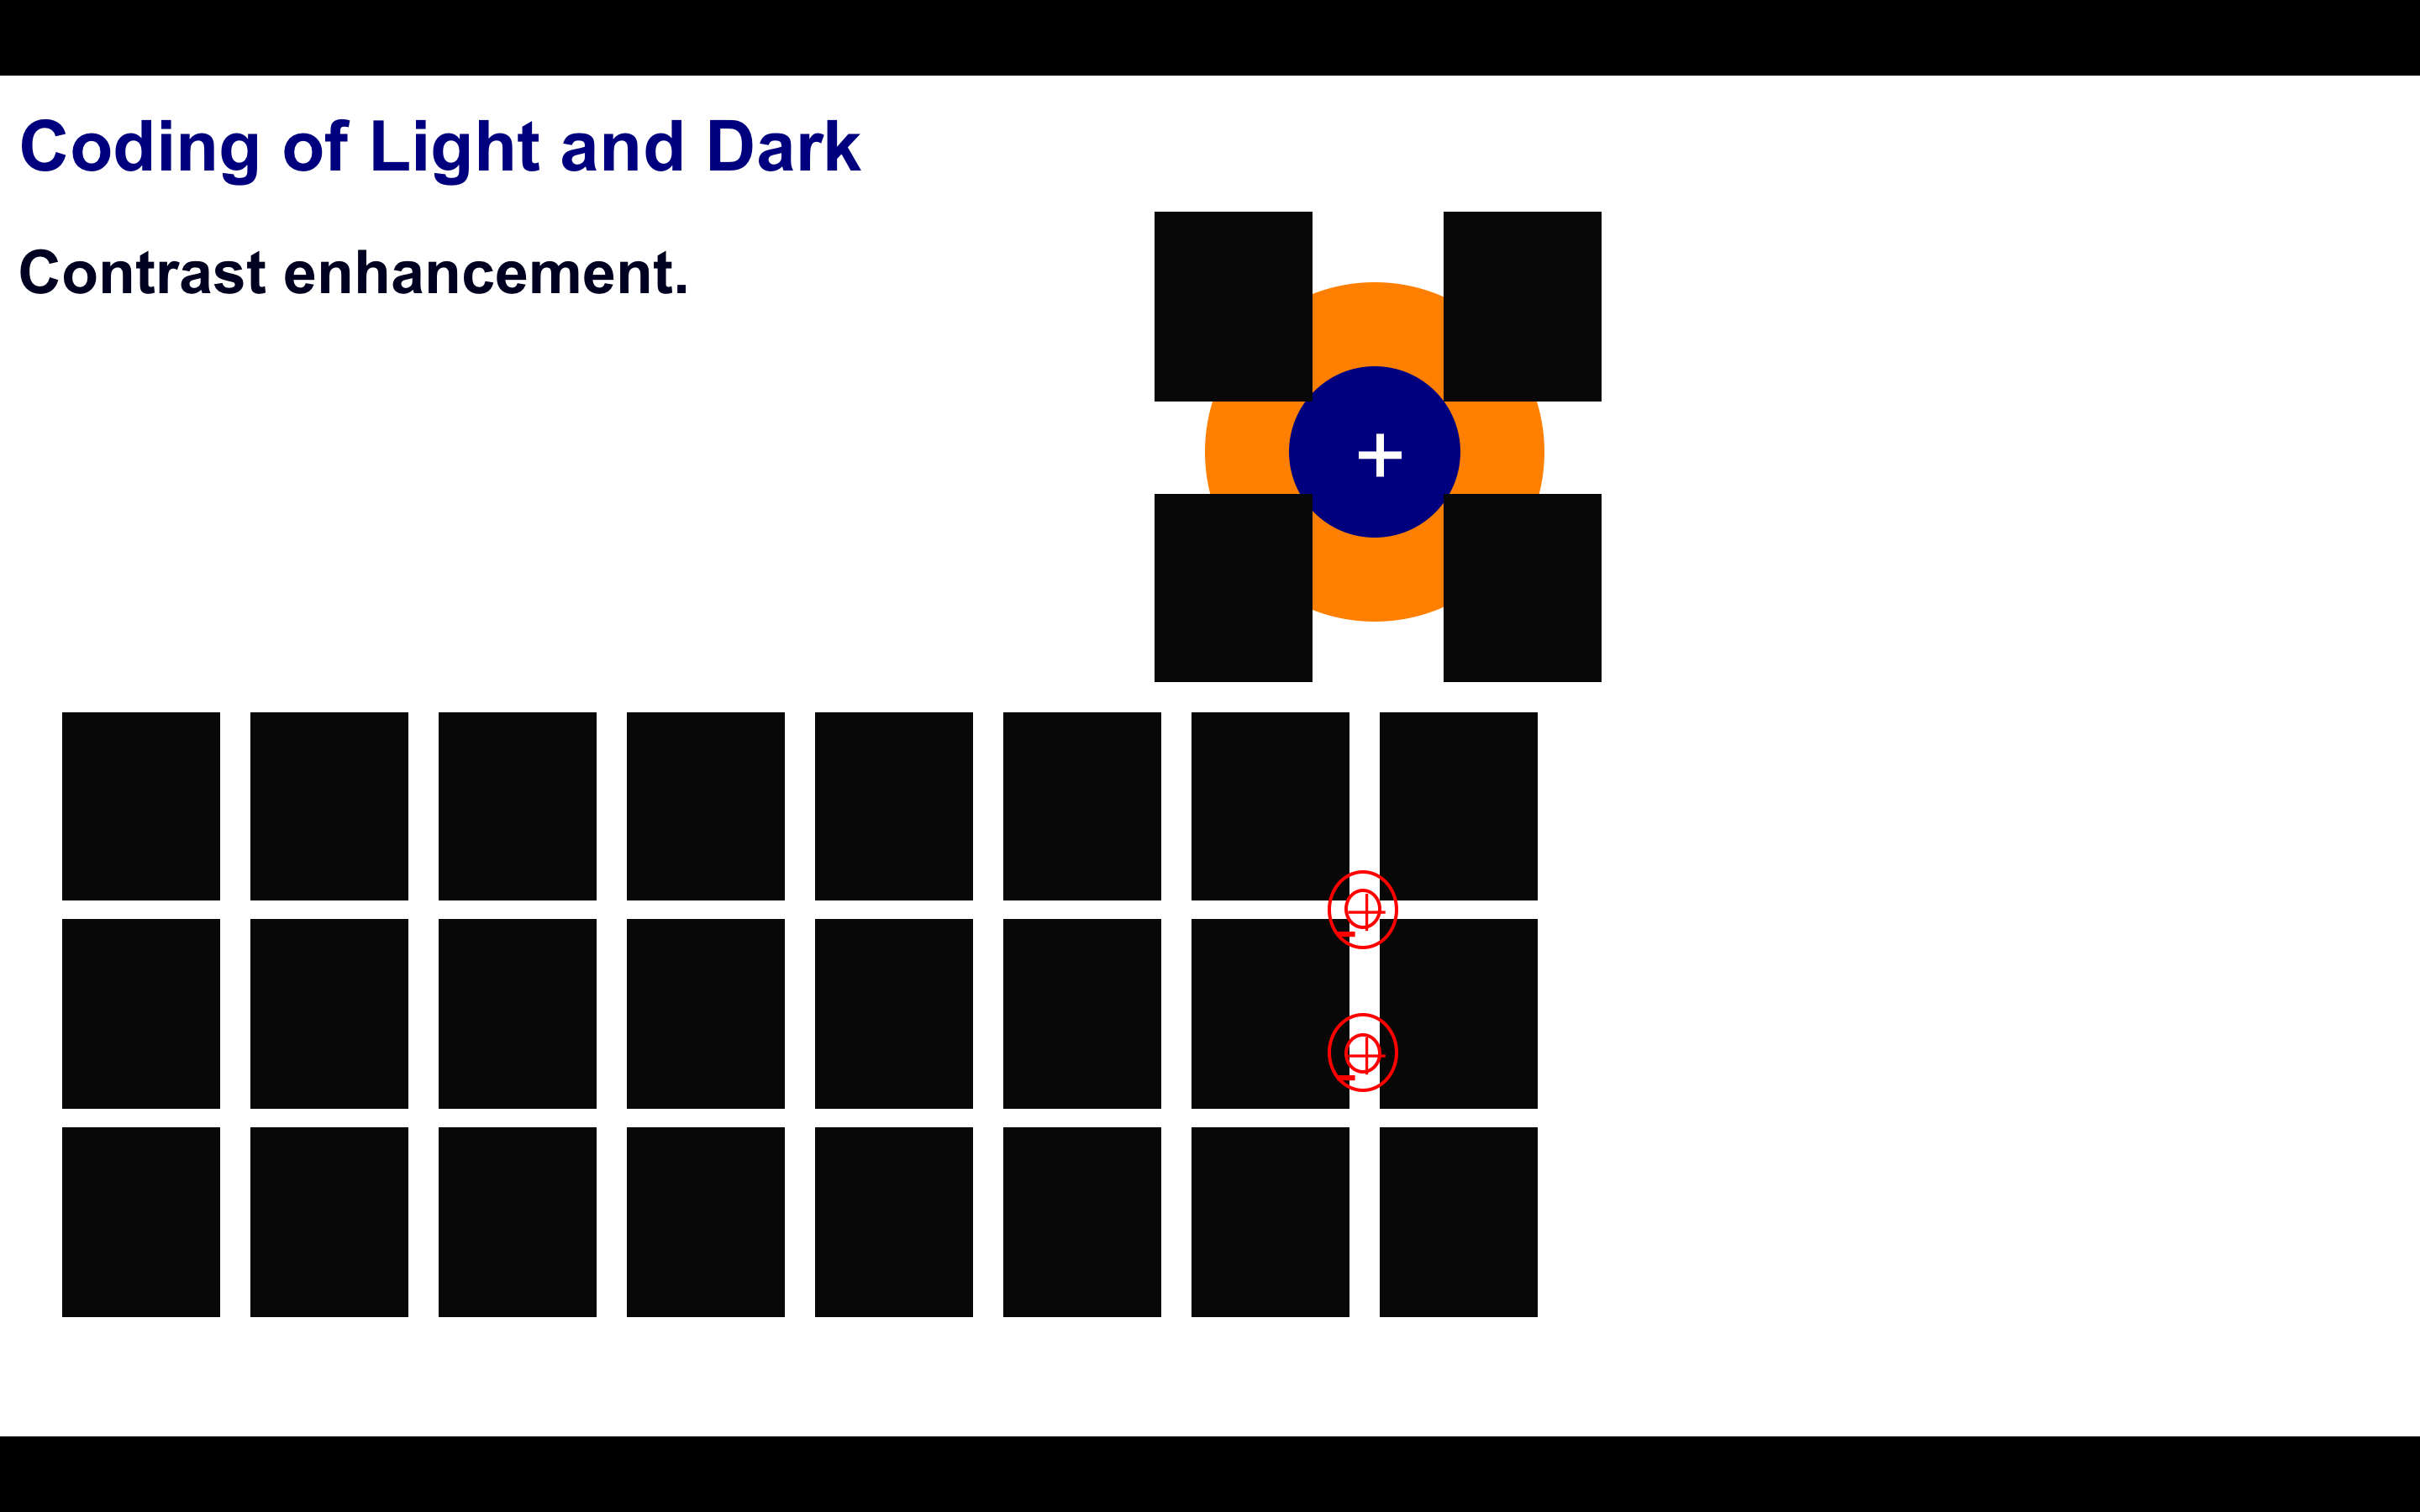 Coding of Light and Dark
Contrast enhancement.
+
+
-
+
-